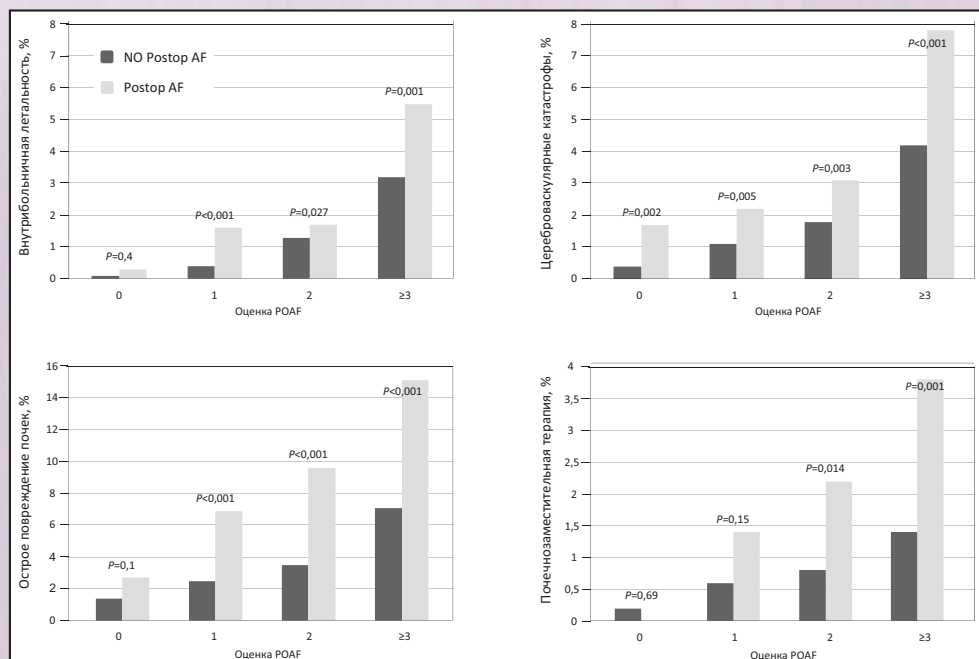 Внутрибольничная летальность, %
8
7
6
5
4
3
2
1
0
NO Postop AF
Postop AF
P=0,4
P<0,001
P=0,027
P=0,001
0 1 2 ≥3
Оценка POAF
Цереброваскулярные катастрофы, %
8
7
6
5
4
3
2
1
0
P=0,002
P=0,005
P=0,003
P<0,001
0 1 2 ≥3
Оценка POAF
Острое повреждение почек, %
16
14
12
10
8
6
4
2
0
P=0,1
P<0,001
P<0,001
P<0,001
0 1 2 ≥3
Оценка POAF
Почечнозаместительная терапия, %
4
3,5
3
2,5
2
1,5
1
0,5
0
P=0,69
P=0,15
P=0,014
P=0,001
0 1 2 ≥3
Оценка POAF